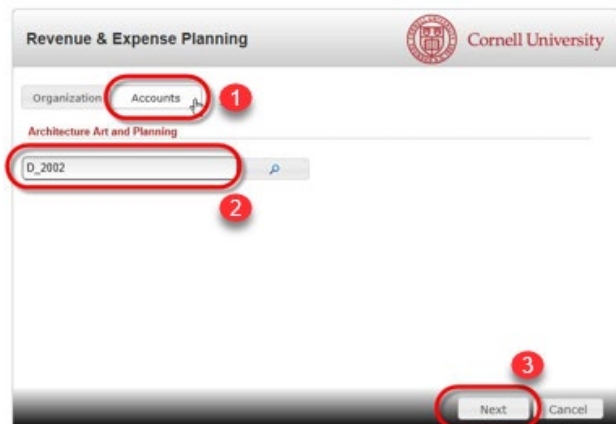 Revenue & Expense Planning
Cornell University
Organization
Accounts
1
Architecture Art and Planning
D_2002
2
3
Next
Cancel